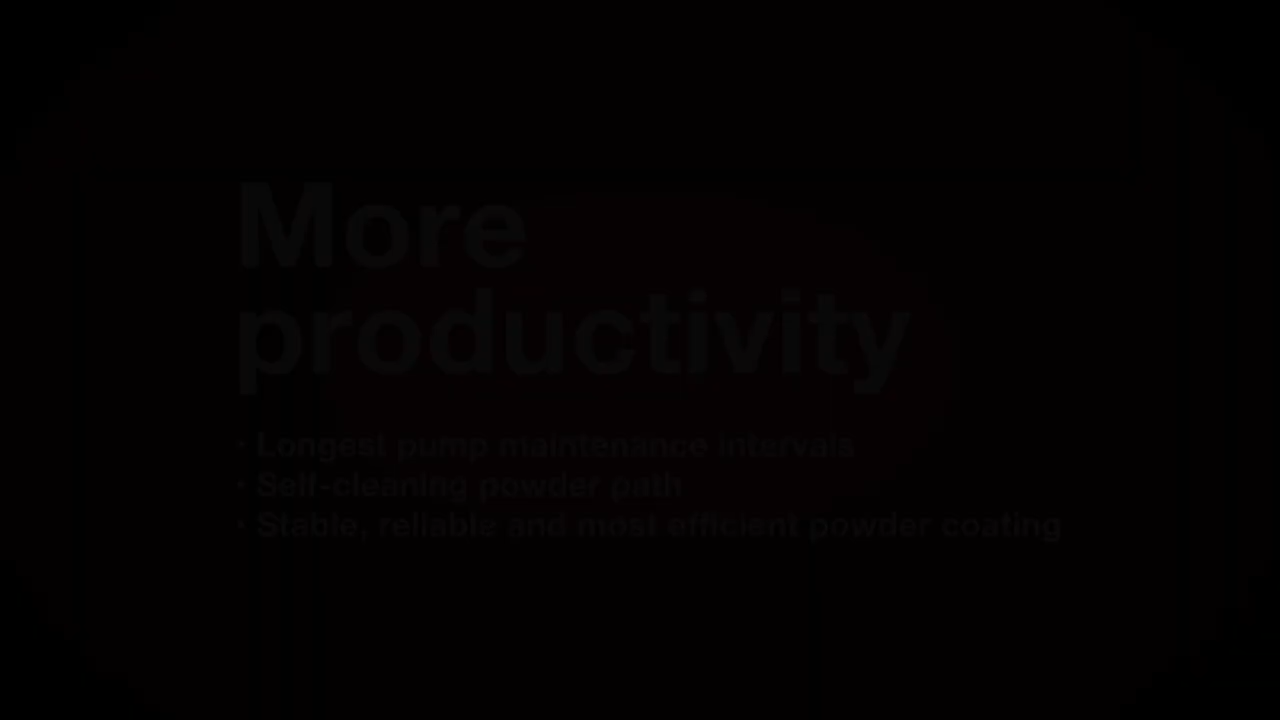 More
productivity
· Longest pump maintenance intervals
· Self-cleaning powder path
· Stable, reliable and most efficient powder coating